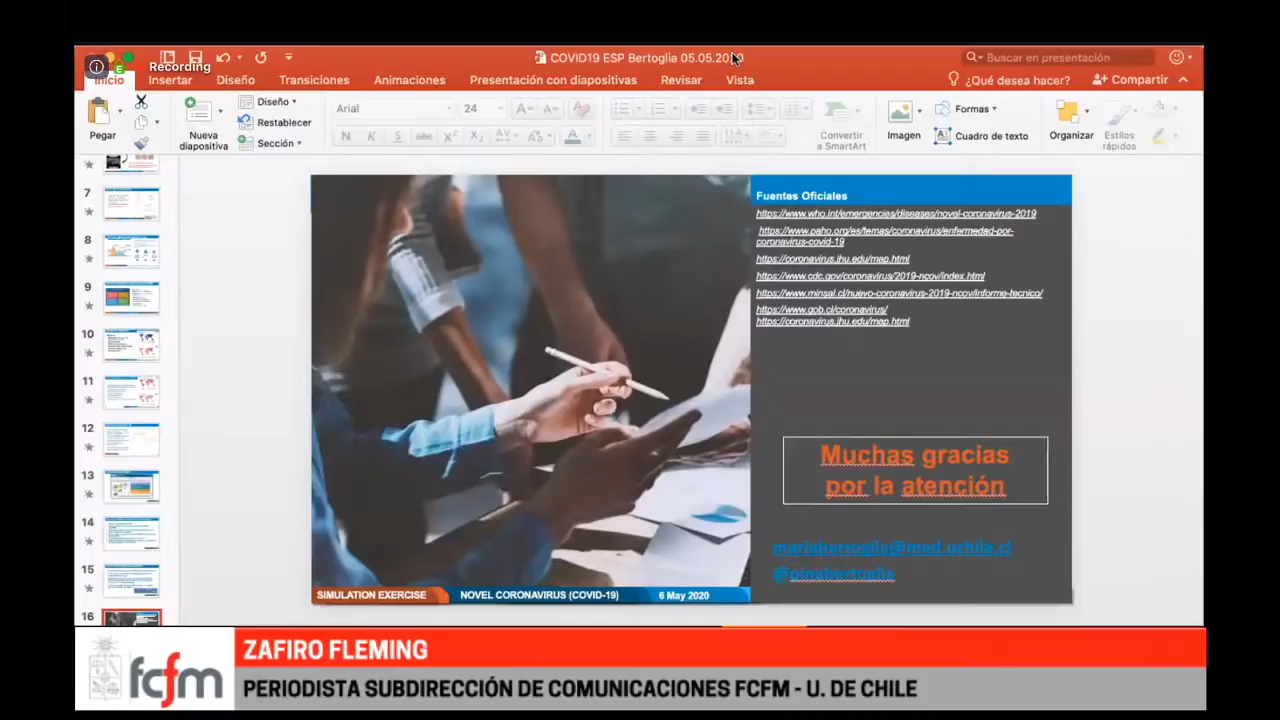 Recording
COVID19 ESP Bertoglia 05.05.20
Buscar en presentación
Inicio
Insertar
Diseño
Transiciones
Animaciones
Presentación con diapositivas
Revisar
Vista
¿Qué desea hacer?
Compartir
Pegar
Nueva
diapositiva
Diseño
Restablecer
Sección
Arial
24
Convertir
a SmartArt
Imagen
Formas
Cuadro de texto
Organizar
Estilos
rápidos
7
8
9
10
11
12
13
14
15
16
Fuentes Oficiales
https://www.who.int/emergencies/diseases/novel-coronavirus-2019
https://www.paho.org/es/temas/coronavirus/enfermedad-por-
coronavirus-covid-19
https://coronavirus.jhu.edu/map.html
https://www.cdc.gov/coronavirus/2019-ncov/index.html
https://www.minsal.cl/nuevo-coronavirus-2019-ncov/informe-tecnico/
https://www.gob.cl/coronavirus/
https://coronavirus.jhu.edu/map.html
Muchas gracias
por la atención
SIMULATION EXERCISE
NOVEL CORONAVIRUS (COVID-19)
6 May 2020
fcfm
ZAFIRO FLEMING
PERIODISTA SUBDIRECCIÓN DE COMUNICACIONES FCFM - U. DE CHILE